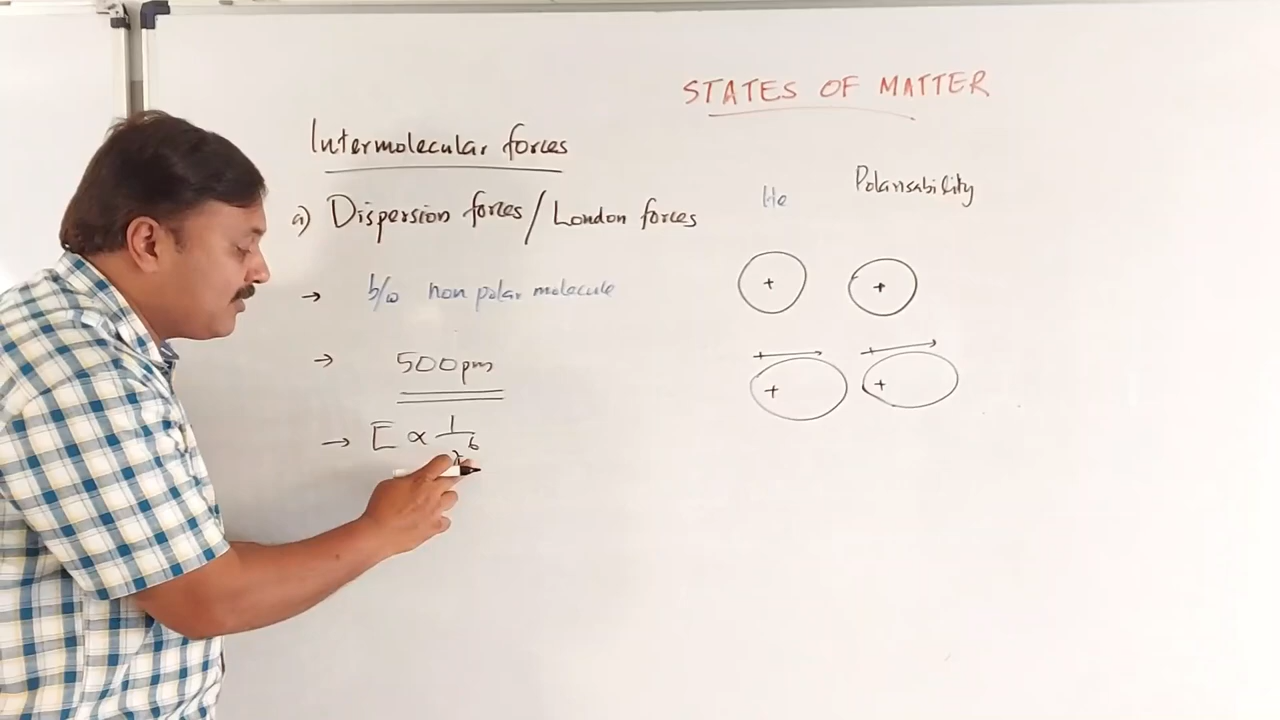 STATES OF MATTER
Intermolecular forces
a) Dispersion forces / London forces
→ b/w non polar molecule
→ 500pm
→ E ∝ 1/r⁶
He
Polarisability
+ +
+ +